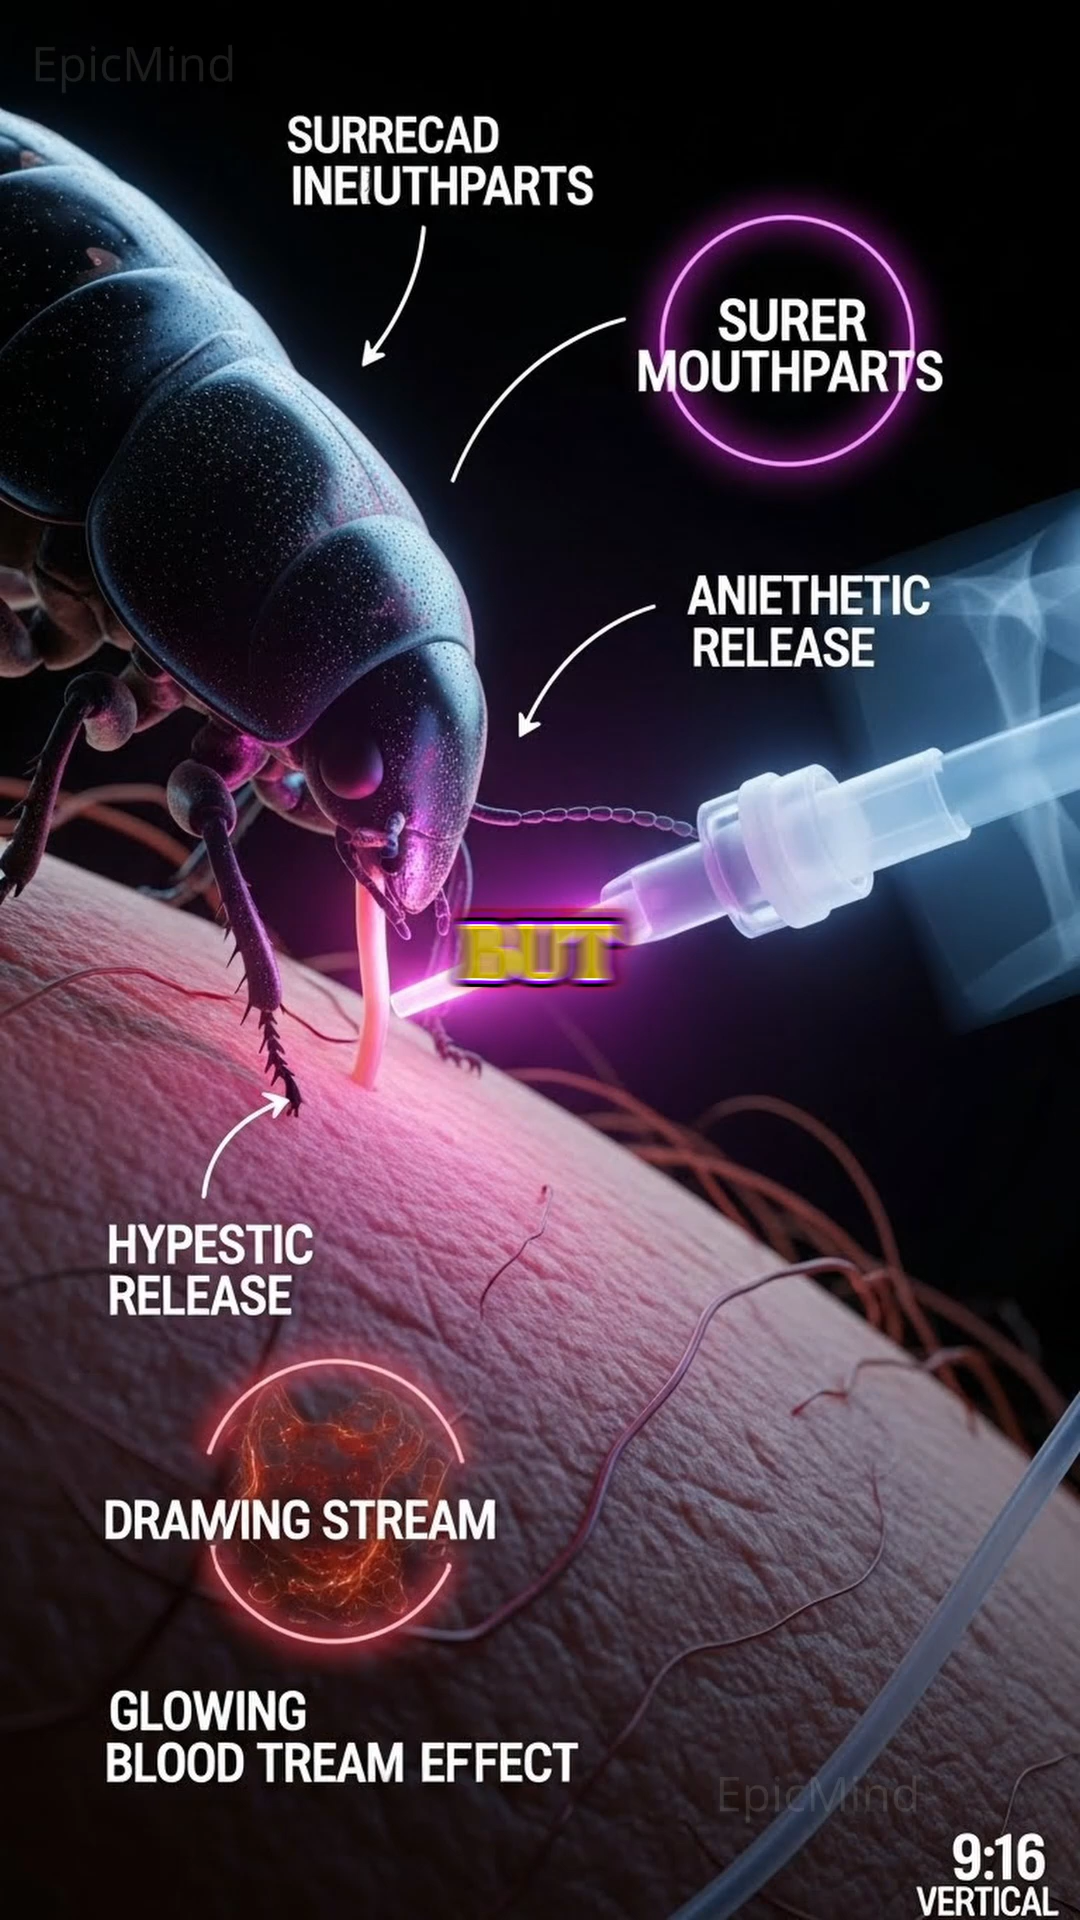 EpicMind
SURRECAD
INEIUTHPARTS
SURER
MOUTHPARTS
ANIETHETIC
RELEASE
BUT
HYPESTIC
RELEASE
DRAWING STREAM
GLOWING
BLOOD TREAM EFFECT
EpicMind
9:16
VERTICAL